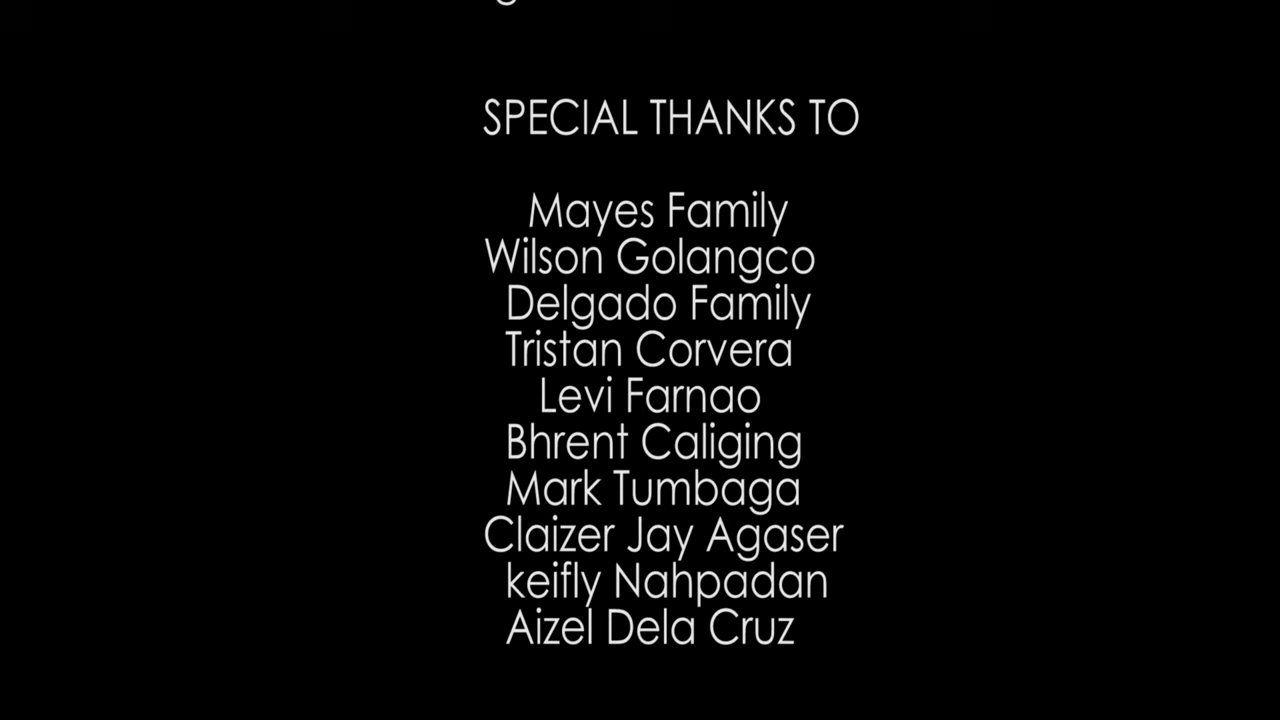 SPECIAL THANKS TO
Mayes Family
Wilson Golangco
Delgado Family
Tristan Corvera
Levi Farnao
Bhrent Caliging
Mark Tumbaga
Claizer Jay Agaser
keifly Nahpadan
Aizel Dela Cruz